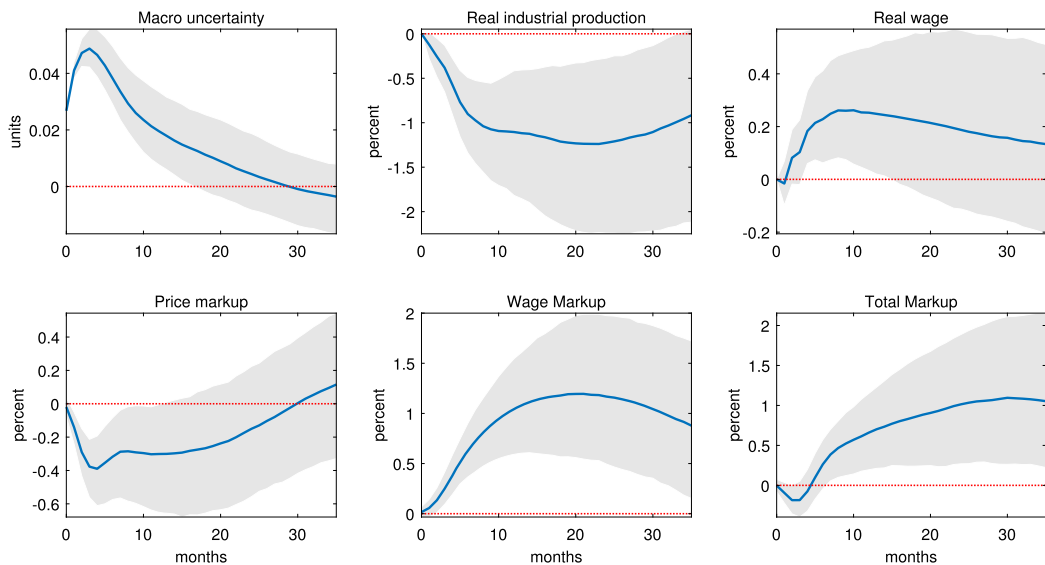 Macro uncertainty
Real industrial production
Real wage
units
0.04
0.02
0
0 10 20 30
percent
0
-0.5
-1
-1.5
-2
0 10 20 30
percent
0.4
0.2
0
-0.2
0 10 20 30
Price markup
Wage Markup
Total Markup
percent
0.4
0.2
0
-0.2
-0.4
-0.6
0 10 20 30
months
percent
2
1.5
1
0.5
0
0 10 20 30
months
percent
2
1.5
1
0.5
0
0 10 20 30
months